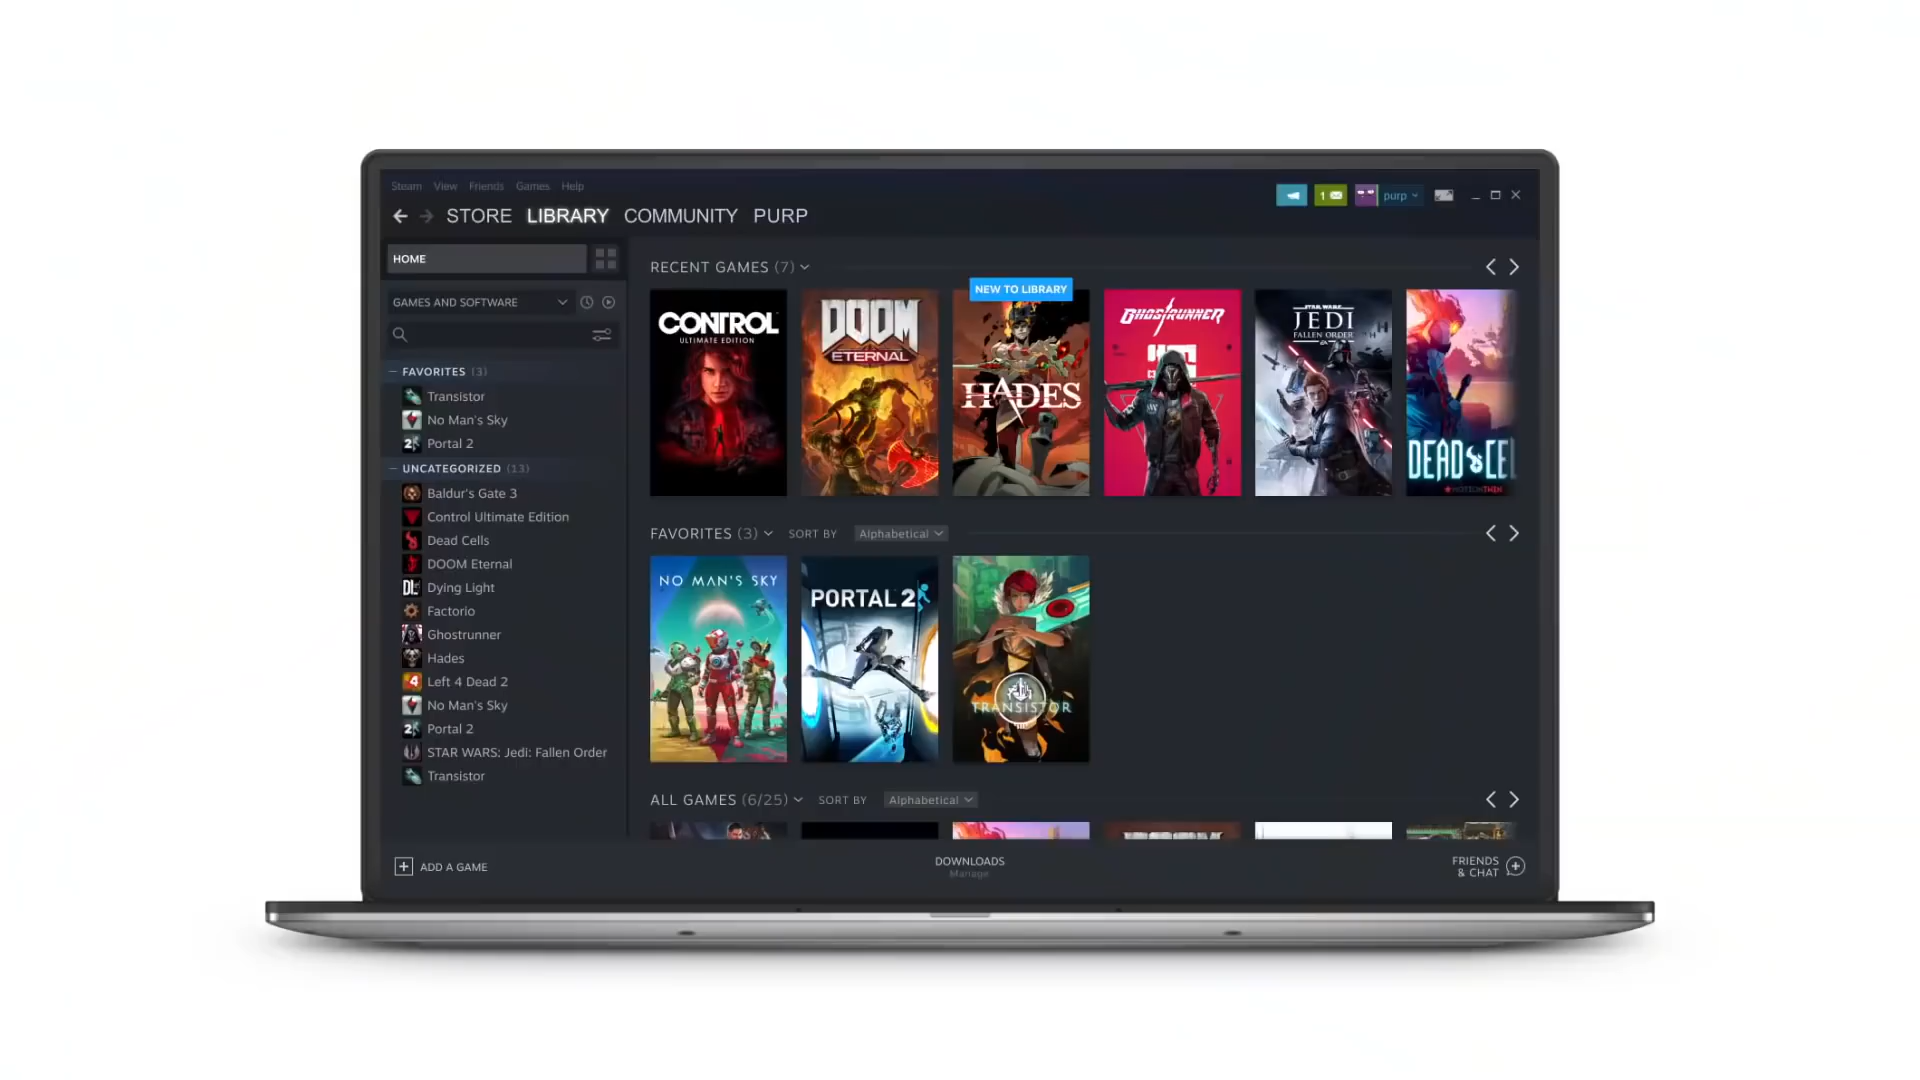 Steam View Friends Games Help
1 purp
STORE LIBRARY COMMUNITY PURP
HOME
GAMES AND SOFTWARE
FAVORITES (3)
Transistor
No Man's Sky
Portal 2
UNCATEGORIZED (13)
Baldur's Gate 3
Control Ultimate Edition
Dead Cells
DOOM Eternal
Dying Light
Factorio
Ghostrunner
Hades
Left 4 Dead 2
No Man's Sky
Portal 2
STAR WARS: Jedi: Fallen Order
Transistor
ADD A GAME
RECENT GAMES (7)
NEW TO LIBRARY
CONTROL
ULTIMATE EDITION
DOOM
ETERNAL
HADES
GHOSTRUNNER
STAR WARS
JEDI
FALLEN ORDER
DEAD CEL
MOTIONTWIN
FAVORITES (3) SORT BY Alphabetical
NO MAN'S SKY
PORTAL 2
TRANSISTOR
ALL GAMES (6/25) SORT BY Alphabetical
DOWNLOADS
Manage
FRIENDS
& CHAT